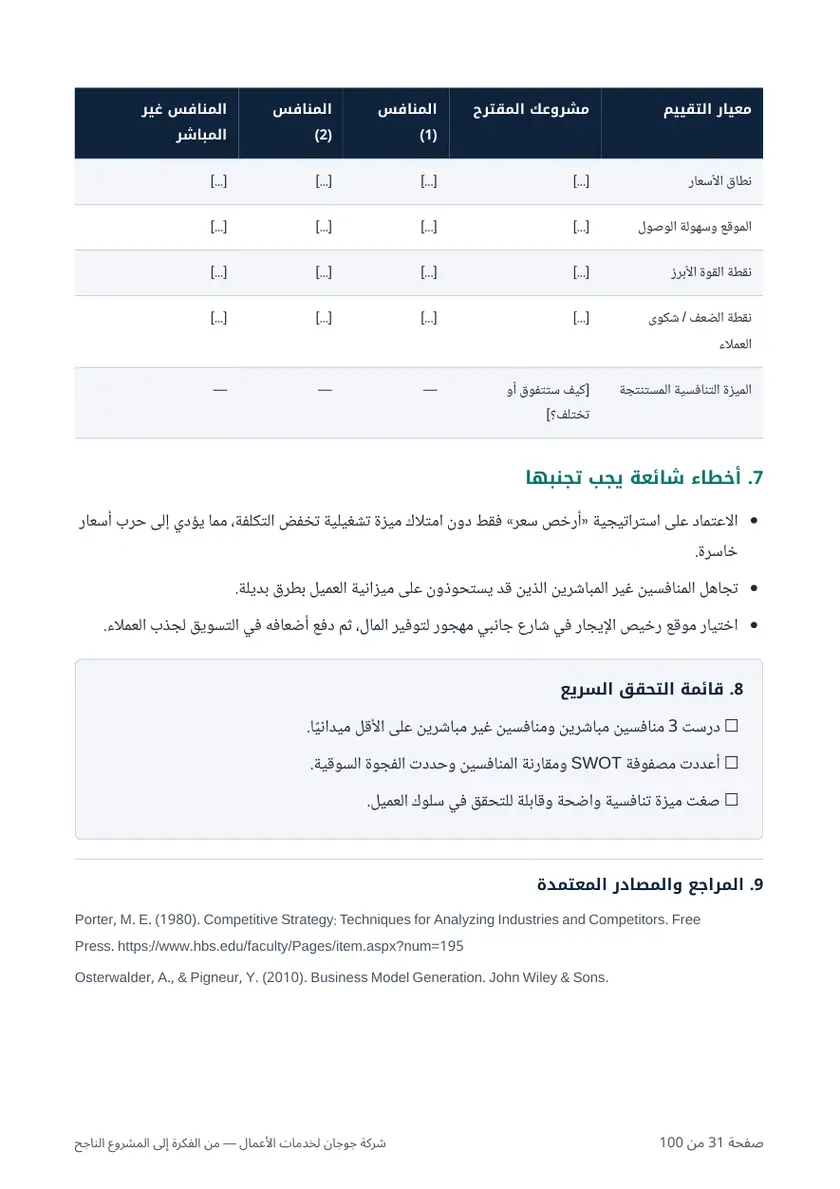 معيار التقييم مشروعك المقترح المنافس المنافس المنافس غير
(1) (2) المباشر
نطاق الأسعار [...] [...] [...] [...]
الموقع وسهولة الوصول [...] [...] [...] [...]
نقطة القوة الأبرز [...] [...] [...] [...]
نقطة الضعف / شكوى [...] [...] [...] [...]
العملاء
الميزة التنافسية المستنتجة [كيف ستتفوق أو — — —
تختلف؟]
7. أخطاء شائعة يجب تجنبها
• الاعتماد على استراتيجية «أرخص سعر» فقط دون امتلاك ميزة تشغيلية تخفض التكلفة، مما يؤدي إلى حرب أسعار
خاسرة.
• تجاهل المنافسين غير المباشرين الذين قد يستحوذون على ميزانية العميل بطرق بديلة.
• اختيار موقع رخيص الإيجار في شارع جانبي مهجور لتوفير المال، ثم دفع أضعافه في التسويق لجذب العملاء.
8. قائمة التحقق السريع
☐ درست 3 منافسين مباشرين ومنافسين غير مباشرين على الأقل ميدانيًا.
☐ أعددت مصفوفة SWOT ومقارنة المنافسين وحددت الفجوة السوقية.
☐ صغت ميزة تنافسية واضحة وقابلة للتحقق في سلوك العميل.
9. المراجع والمصادر المعتمدة
Porter, M. E. (1980). Competitive Strategy: Techniques for Analyzing Industries and Competitors. Free
Press. https://www.hbs.edu/faculty/Pages/item.aspx?num=195
Osterwalder, A., & Pigneur, Y. (2010). Business Model Generation. John Wiley & Sons.
صفحة 31 من 100 شركة جوجان لخدمات الأعمال — من الفكرة إلى المشروع الناجح